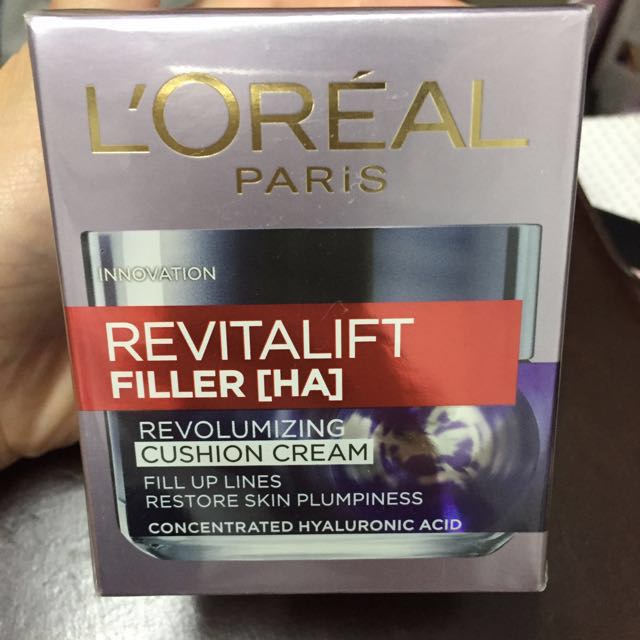 L'ORÉAL
PARiS
INNOVATION
REVITALIFT
FILLER [HA]
REVOLUMIZING
CUSHION CREAM
FILL UP LINES
RESTORE SKIN PLUMPINESS
CONCENTRATED HYALURONIC ACID